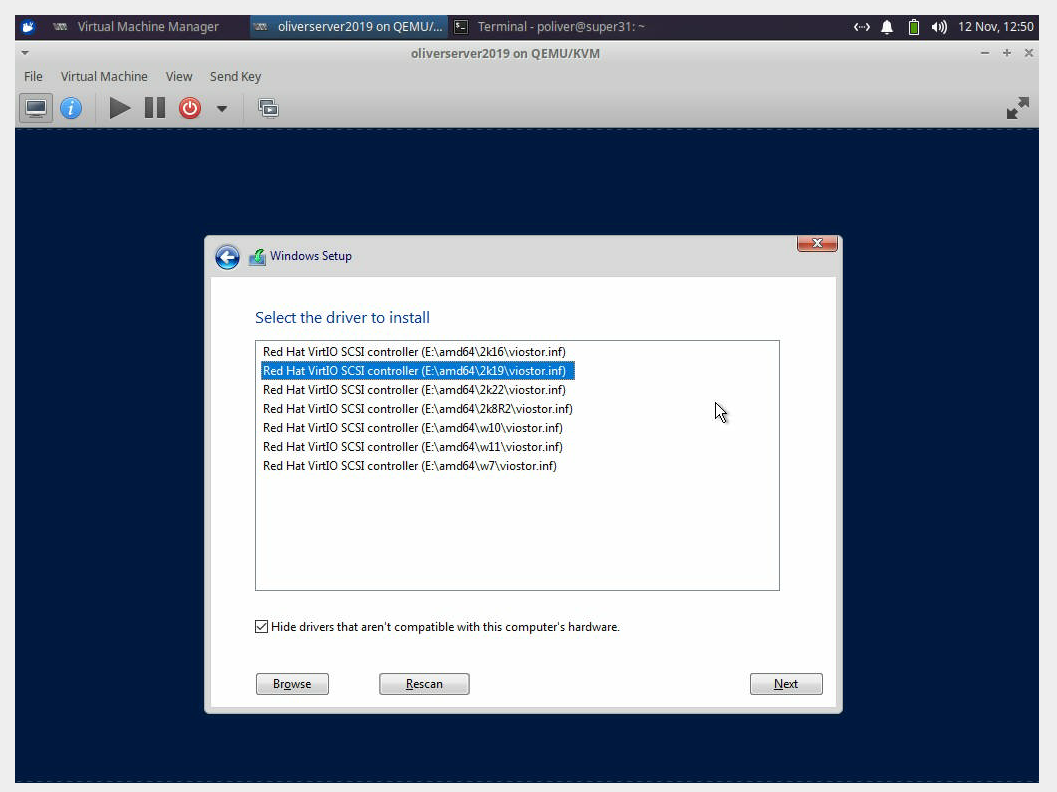 Virtual Machine Manager
oliverserver2019 on QEMU/...
Terminal - poliver@super31: ~
12 Nov, 12:50
oliverserver2019 on QEMU/KVM
File Virtual Machine View Send Key
Windows Setup
Select the driver to install
Red Hat VirtIO SCSI controller (E:\amd64\2k16\viostor.inf)
Red Hat VirtIO SCSI controller (E:\amd64\2k19\viostor.inf)
Red Hat VirtIO SCSI controller (E:\amd64\2k22\viostor.inf)
Red Hat VirtIO SCSI controller (E:\amd64\2k8R2\viostor.inf)
Red Hat VirtIO SCSI controller (E:\amd64\w10\viostor.inf)
Red Hat VirtIO SCSI controller (E:\amd64\w11\viostor.inf)
Red Hat VirtIO SCSI controller (E:\amd64\w7\viostor.inf)
Hide drivers that aren't compatible with this computer's hardware.
Browse Rescan Next